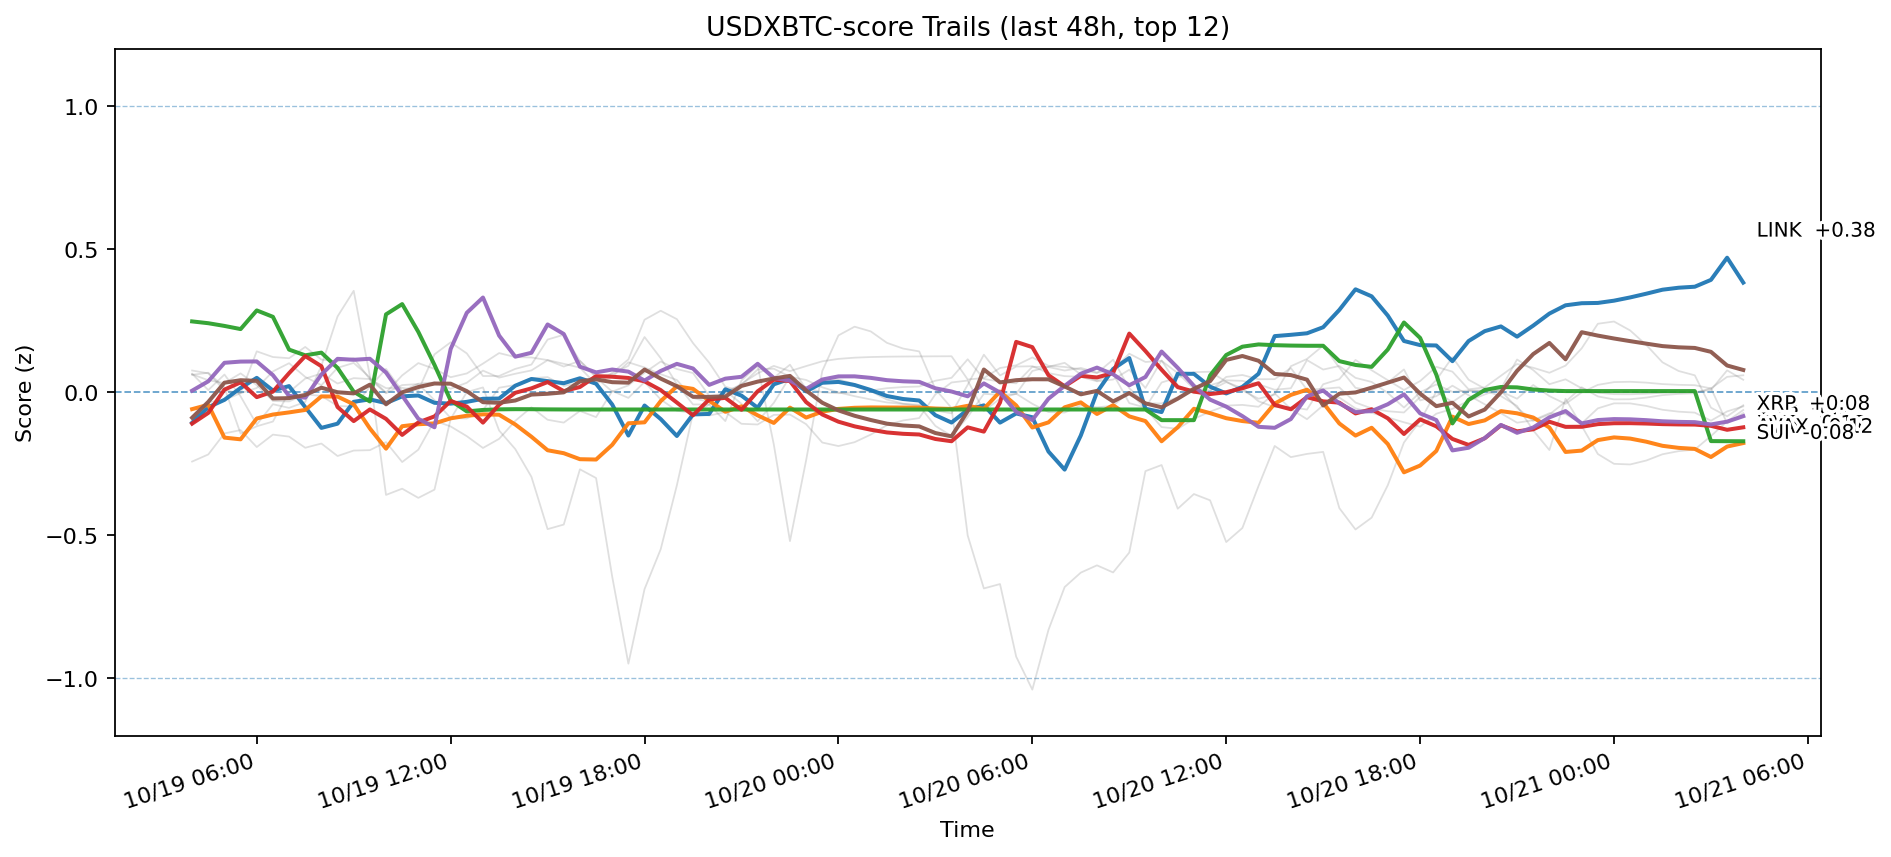 USDXBTC-score Trails (last 48h, top 12)
Score (z)
1.0
0.5
0.0
−0.5
−1.0
LINK +0.38
XRP +0.08
SUI -0.08
10/19 06:00
10/19 12:00
10/19 18:00
10/20 00:00
10/20 06:00
10/20 12:00
10/20 18:00
10/21 00:00
10/21 06:00
Time